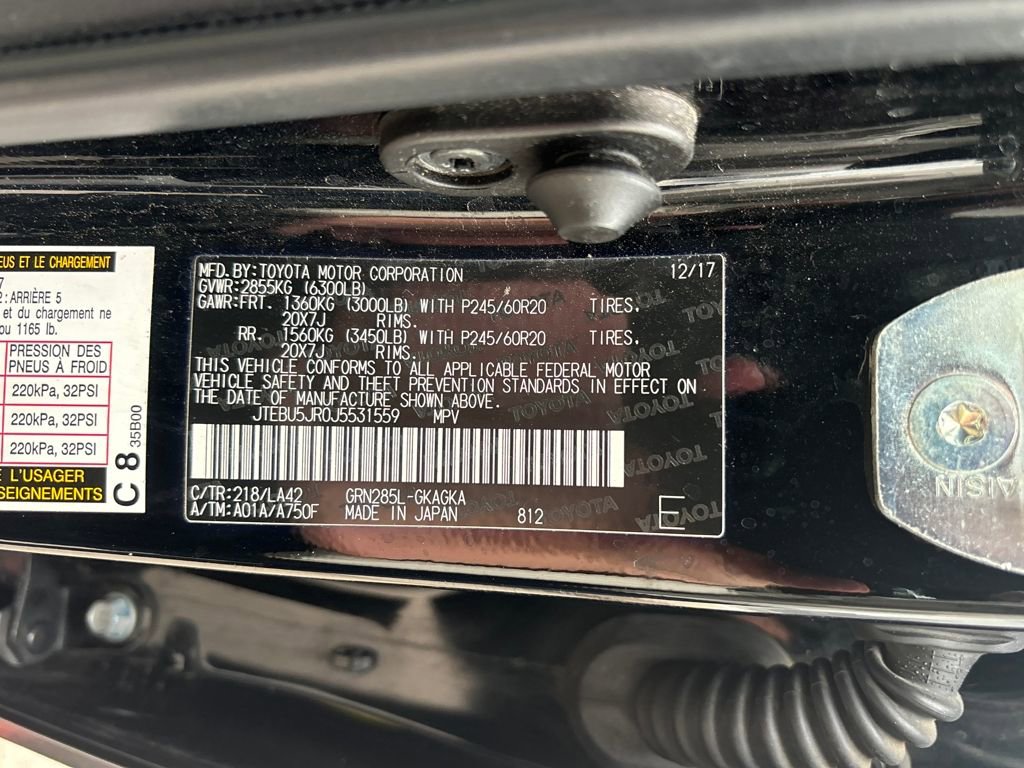 EUS ET LE CHARGEMENT
7
2:ARRIÈRE 5
et du chargement ne
ou 1165 lb.
PRESSION DES
PNEUS À FROID
220kPa, 32PSI
220kPa, 32PSI
220kPa, 32PSI
E L'USAGER
SEIGNEMENTS
C 8 35B00
MFD.BY:TOYOTA MOTOR CORPORATION 12/17
GVWR:2855KG (6300LB)
GAWR:FRT. 1360KG (3000LB) WITH P245/60R20 TIRES.
20X7J RIMS.
RR. 1560KG (3450LB) WITH P245/60R20 TIRES.
20X7J RIMS.
THIS VEHICLE CONFORMS TO ALL APPLICABLE FEDERAL MOTOR
VEHICLE SAFETY AND THEFT PREVENTION STANDARDS IN EFFECT ON
THE DATE OF MANUFACTURE SHOWN ABOVE.
JTEBU5JR0J5531559 MPV
C/TR:218/LA42 GRN285L-GKAGKA
A/TM:A01A/A750F MADE IN JAPAN 812 E
AISIN